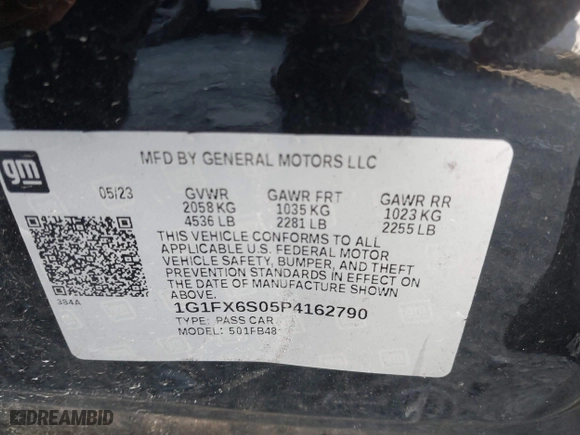 gm
MFD BY GENERAL MOTORS LLC
05/23 GVWR GAWR FRT GAWR RR
2058 KG 1035 KG 1023 KG
4536 LB 2281 LB 2255 LB
THIS VEHICLE CONFORMS TO ALL
APPLICABLE U.S. FEDERAL MOTOR
VEHICLE SAFETY, BUMPER, AND THEFT
PREVENTION STANDARDS IN EFFECT ON
THE DATE OF MANUFACTURE SHOWN
ABOVE.
384A
1G1FX6S05P4162790
TYPE: PASS CAR
MODEL: 501FB48
DREAMBID